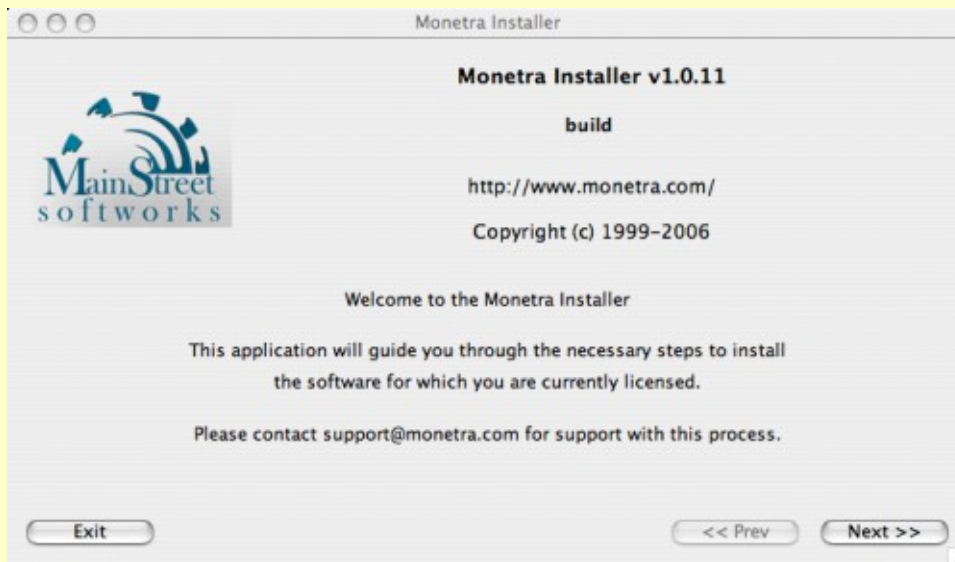 Monetra Installer
Monetra Installer v1.0.11
build
http://www.monetra.com/
Copyright (c) 1999-2006
MainStreet
softworks
Welcome to the Monetra Installer
This application will guide you through the necessary steps to install
the software for which you are currently licensed.
Please contact support@monetra.com for support with this process.
Exit
<< Prev
Next >>